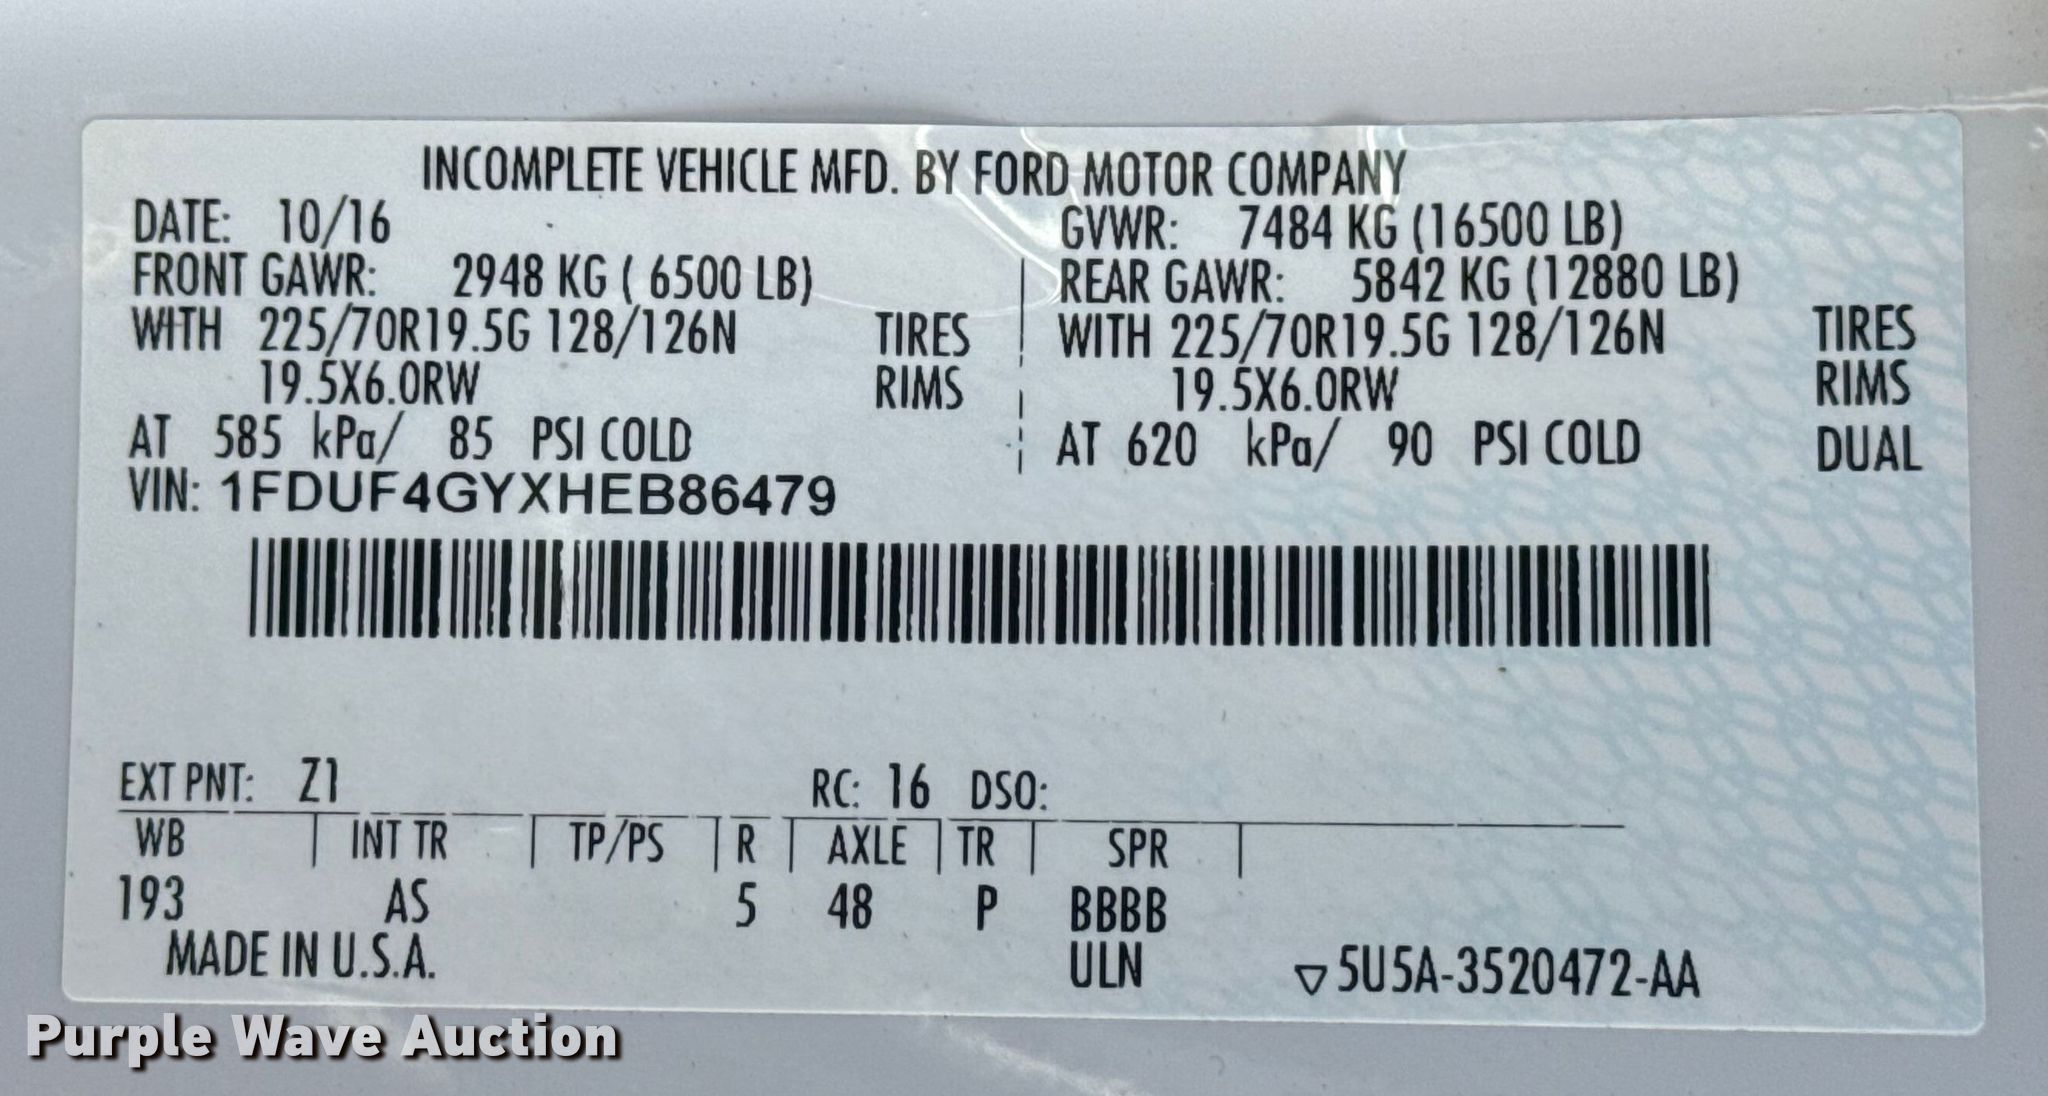 INCOMPLETE VEHICLE MFD. BY FORD MOTOR COMPANY
DATE: 10/16 GVWR: 7484 KG (16500 LB)
FRONT GAWR: 2948 KG ( 6500 LB) REAR GAWR: 5842 KG (12880 LB)
WITH 225/70R19.5G 128/126N TIRES WITH 225/70R19.5G 128/126N TIRES
19.5X6.0RW RIMS 19.5X6.0RW RIMS
AT 585 kPa/ 85 PSI COLD AT 620 kPa/ 90 PSI COLD DUAL
VIN: 1FDUF4GYXHEB86479
EXT PNT: Z1 RC: 16 DSO:
WB INT TR TP/PS R AXLE TR SPR
193 AS 5 48 P BBBB
MADE IN U.S.A. ULN ▽5U5A-3520472-AA
Purple Wave Auction